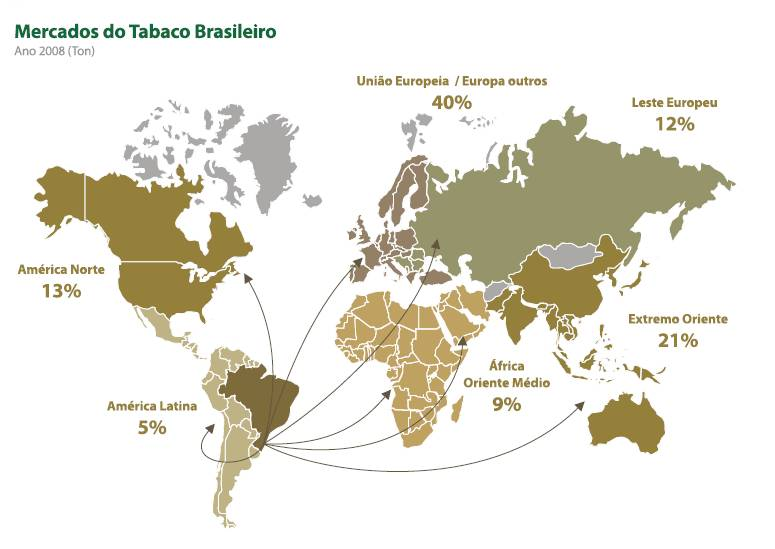 Mercados do Tabaco Brasileiro
Ano 2008 (Ton)
União Europeia / Europa outros
40%
Leste Europeu
12%
América Norte
13%
Extremo Oriente
21%
África
Oriente Médio
9%
América Latina
5%